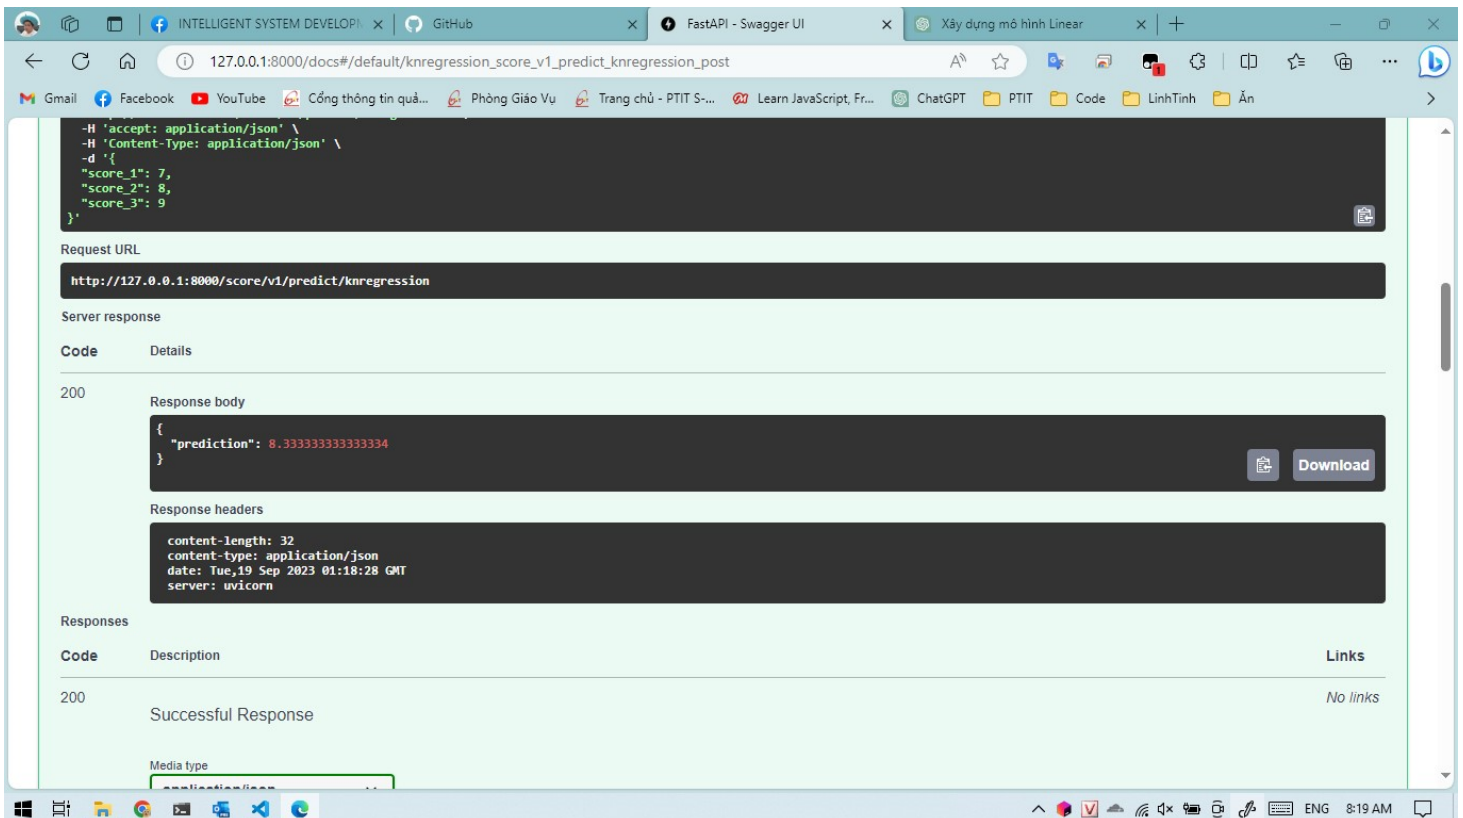 INTELLIGENT SYSTEM DEVELOPN
GitHub
FastAPI - Swagger UI
Xây dựng mô hình Linear
127.0.0.1:8000/docs#/default/knregression_score_v1_predict_knregression_post
Gmail Facebook YouTube Cổng thông tin quả... Phòng Giáo Vụ Trang chủ - PTIT S-... Learn JavaScript, Fr... ChatGPT PTIT Code LinhTinh Ăn
-H 'accept: application/json' \
-H 'Content-Type: application/json' \
-d '{
"score_1": 7,
"score_2": 8,
"score_3": 9
}'
Request URL
http://127.0.0.1:8000/score/v1/predict/knregression
Server response
Code Details
200
Response body
{
"prediction": 8.333333333333334
}
Download
Response headers
content-length: 32
content-type: application/json
date: Tue,19 Sep 2023 01:18:28 GMT
server: uvicorn
Responses
Code Description Links
200
Successful Response
No links
Media type
application/json
ENG 8:19 AM